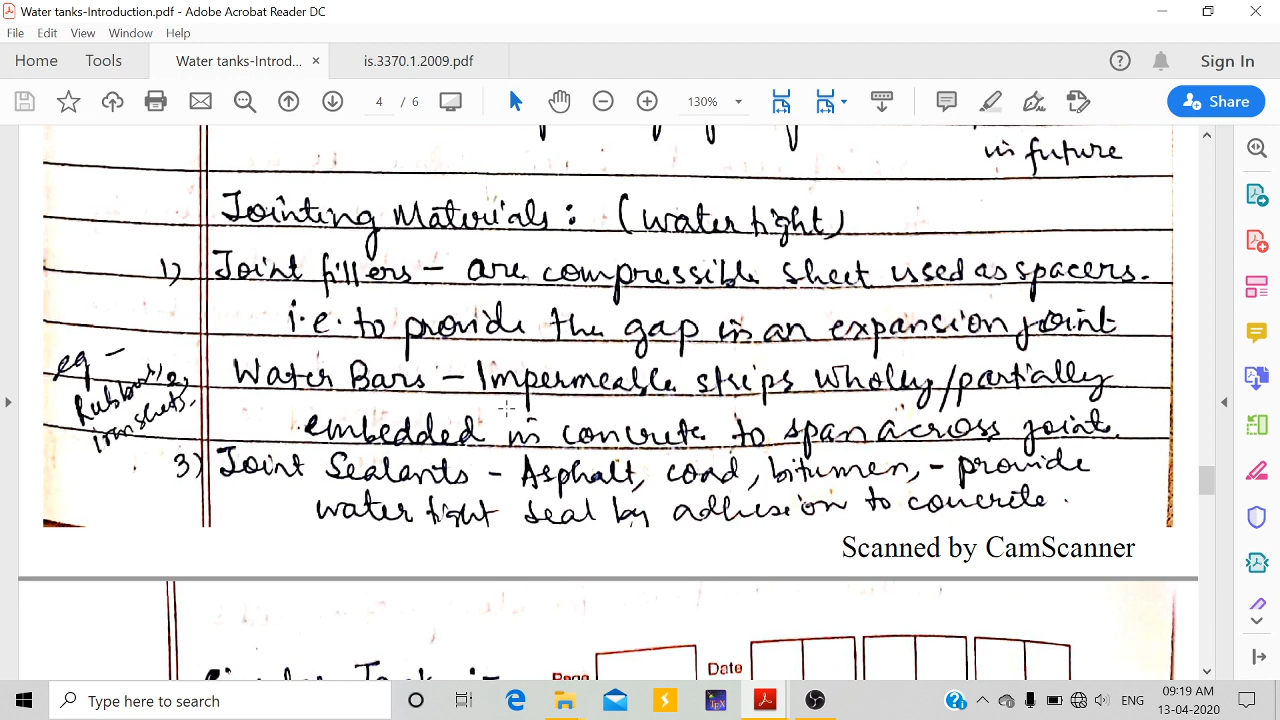 Water tanks-Introduction.pdf - Adobe Acrobat Reader DC
File Edit View Window Help
Home Tools Water tanks-Introd... × is.3370.1.2009.pdf Sign In
4 / 6 130% Share
in future
Jointing Materials : (water tight)
1) Joint fillers - are compressible sheet used as spacers.
i.e. to provide the gap in an expansion joint
eg -
Water Bars - Impermeable strips wholly/partially
iron sheets.
embedded in concrete to span across joints.
3) Joint Sealants - Asphalt, coad, bitumen, - provide
water tight seal by adhesion to concrete.
Scanned by CamScanner
Page Date
Type here to search
ENG
09:19 AM
13-04-2020